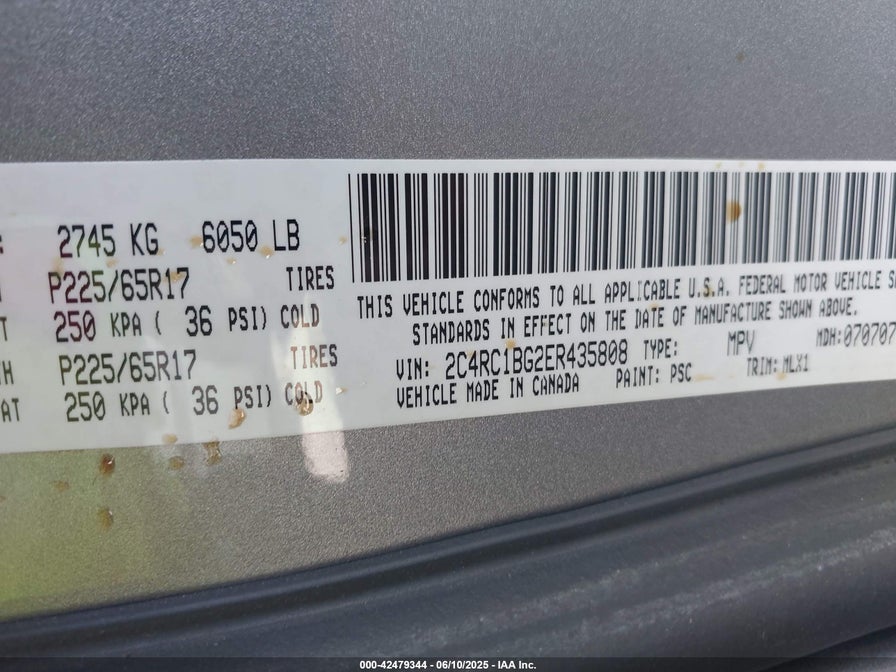 2745 KG 6050 LB
P225/65R17 TIRES
250 KPA ( 36 PSI) COLD
P225/65R17 TIRES
250 KPA ( 36 PSI) COLD
THIS VEHICLE CONFORMS TO ALL APPLICABLE U.S.A. FEDERAL MOTOR VEHICLE
STANDARDS IN EFFECT ON THE DATE OF MANUFACTURE SHOWN ABOVE.
VIN: 2C4RC1BG2ER435808 TYPE: MPV MDH:070707
VEHICLE MADE IN CANADA PAINT: PSC TRIM: MLX1
000-42479344 - 06/10/2025 - IAA Inc.